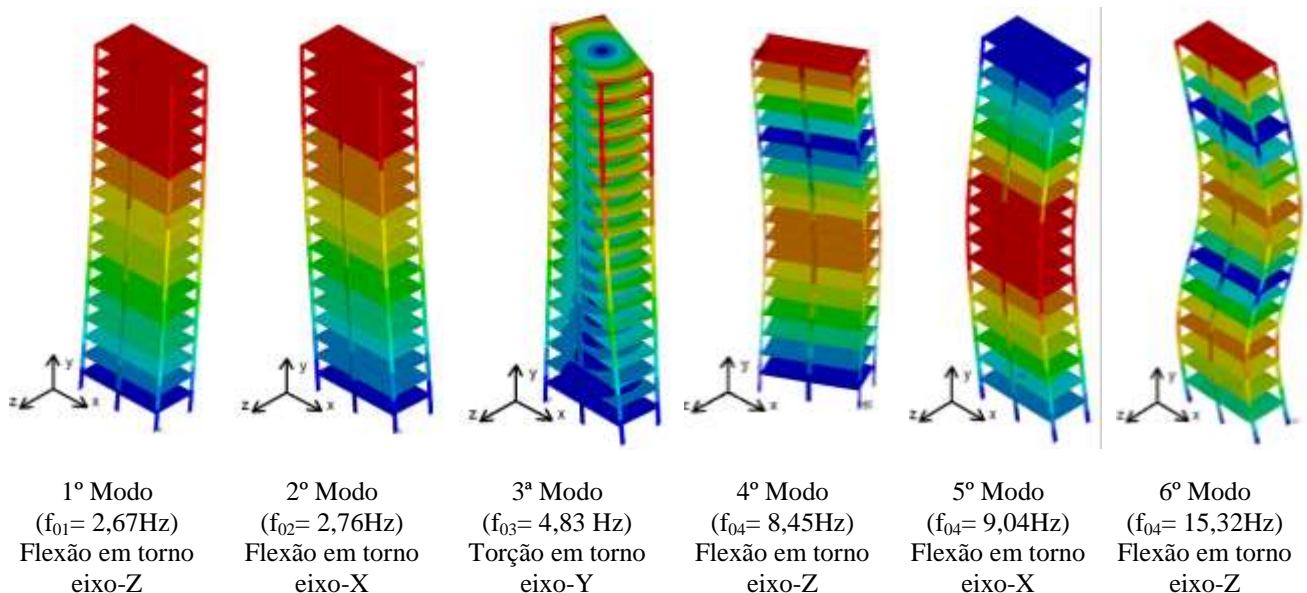 y
z
x
y
z
x
y
z
x
y
z
x
y
z
x
y
z
x
1º Modo
(f01= 2,67Hz)
Flexão em torno
eixo-Z
2º Modo
(f02= 2,76Hz)
Flexão em torno
eixo-X
3ª Modo
(f03= 4,83 Hz)
Torção em torno
eixo-Y
4º Modo
(f04= 8,45Hz)
Flexão em torno
eixo-Z
5º Modo
(f04= 9,04Hz)
Flexão em torno
eixo-X
6º Modo
(f04= 15,32Hz)
Flexão em torno
eixo-Z